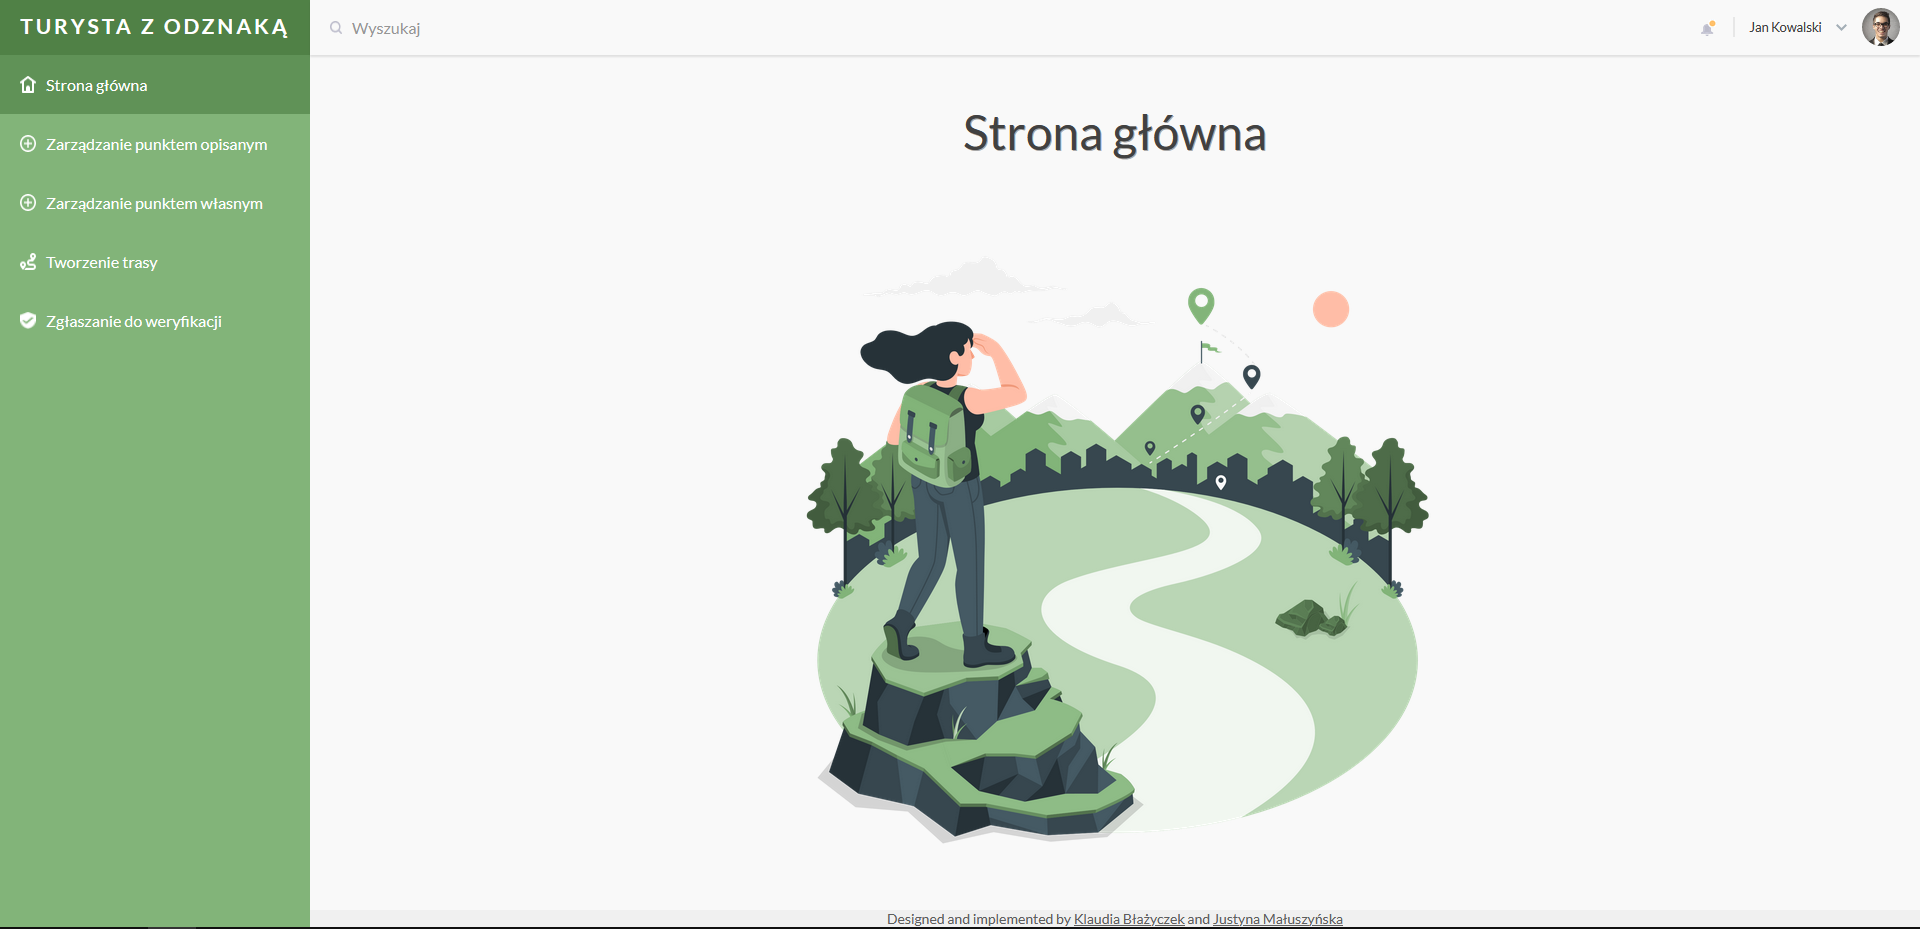 TURYSTA Z ODZNAKĄ
Wyszukaj
Jan Kowalski
Strona główna
Zarządzanie punktem opisanym
Zarządzanie punktem własnym
Tworzenie trasy
Zgłaszanie do weryfikacji
Strona główna
Designed and implemented by Klaudia Błażyczek and Justyna Małuszyńska